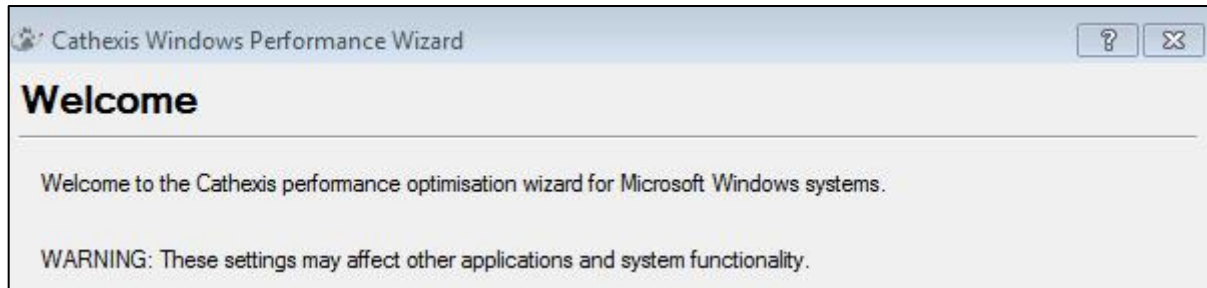 Cathexis Windows Performance Wizard
Welcome
Welcome to the Cathexis performance optimisation wizard for Microsoft Windows systems.
WARNING: These settings may affect other applications and system functionality.